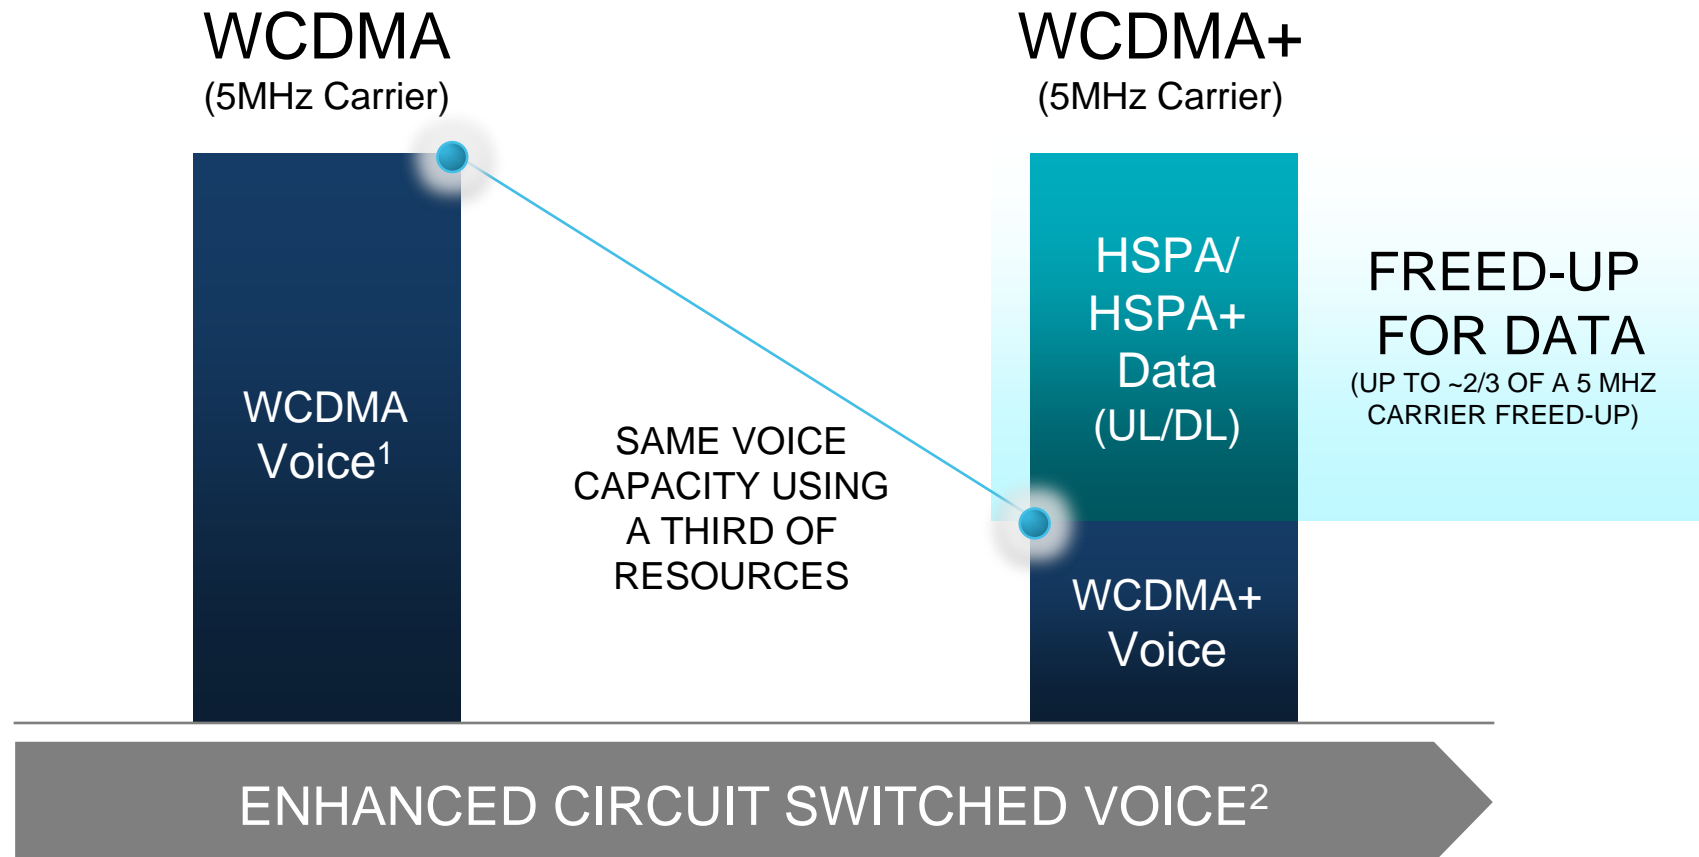 WCDMA
(5MHz Carrier)
WCDMA+
(5MHz Carrier)
WCDMA
Voice¹
SAME VOICE
CAPACITY USING
A THIRD OF
RESOURCES
HSPA/
HSPA+
Data
(UL/DL)
WCDMA+
Voice
FREED-UP
FOR DATA
(UP TO ~2/3 OF A 5 MHZ
CARRIER FREED-UP)
ENHANCED CIRCUIT SWITCHED VOICE²